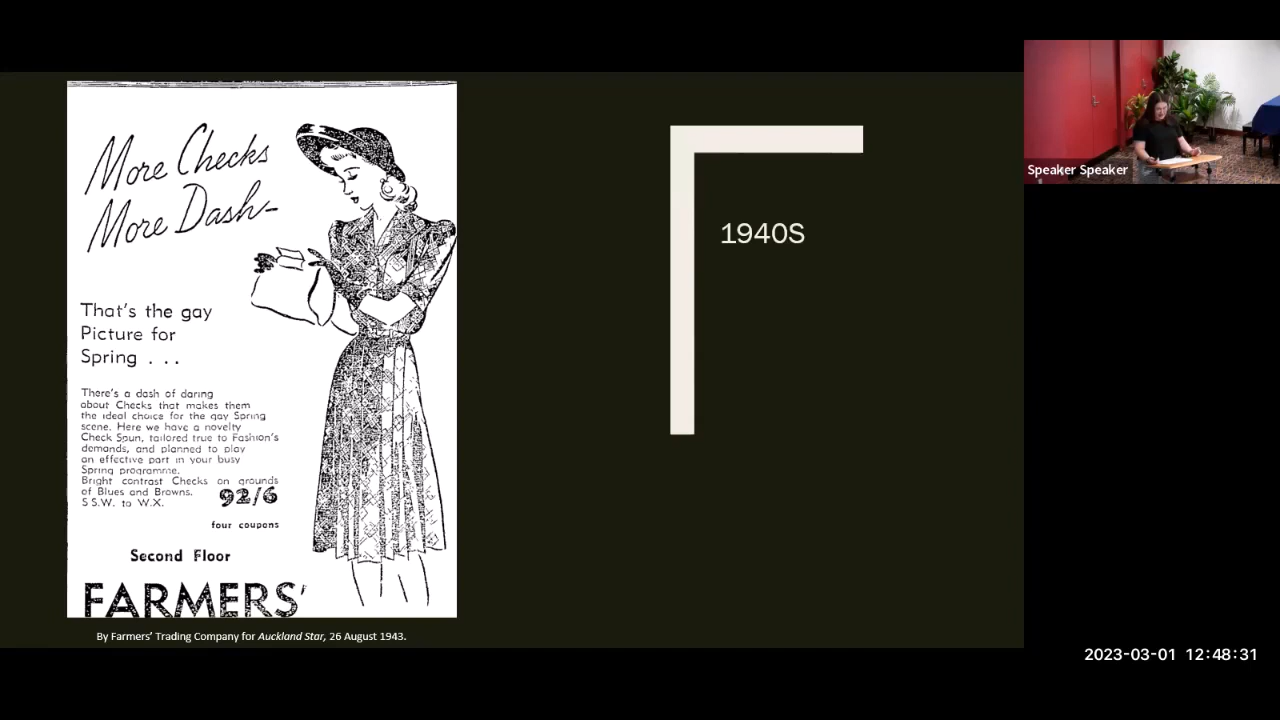 More Checks
More Dash-
That's the gay
Picture for
Spring . . .
There's a dash of daring
about Checks that makes them
the ideal choice for the gay Spring
scene. Here we have a novelty
Check Spun, tailored true to Fashion's
demands, and planned to play
an effective part in your busy
Spring programme.
Bright contrast Checks on grounds
of Blues and Browns.
S.S.W. to W.X.
92/6
four coupons
Second Floor
FARMERS'
By Farmers' Trading Company for Auckland Star, 26 August 1943.
1940S
Speaker Speaker
2023-03-01 12:48:31